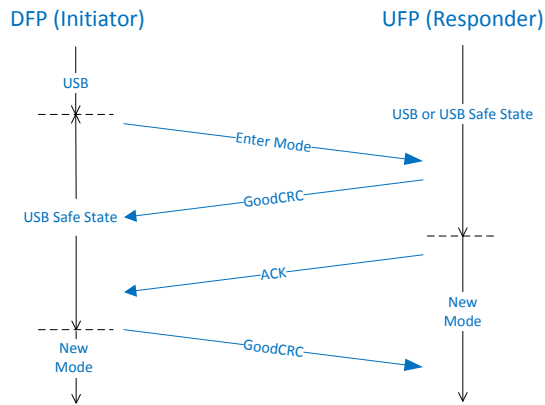 DFP (Initiator)
UFP (Responder)
USB
USB or USB Safe State
Enter Mode
GoodCRC
USB Safe State
ACK
New
Mode
GoodCRC
New
Mode